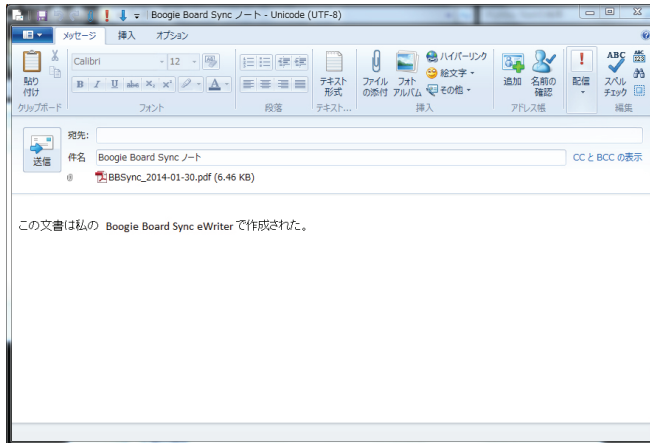 Boogie Board Sync ノート - Unicode (UTF-8)
メッセージ 挿入 オプション
Calibri 12
ABC
貼り付け
B I U abc X₂ X² A
テキスト形式
ファイルの添付
フォトアルバム
ハイパーリンク
絵文字
その他
追加
名前の確認
配信
スペルチェック
クリップボード フォント 段落 テキスト... 挿入 アドレス帳 編集
宛先:
送信
件名 Boogie Board Sync ノート CC と BCC の表示
BBSync_2014-01-30.pdf (6.46 KB)
この文書は私の Boogie Board Sync eWriter で作成された。